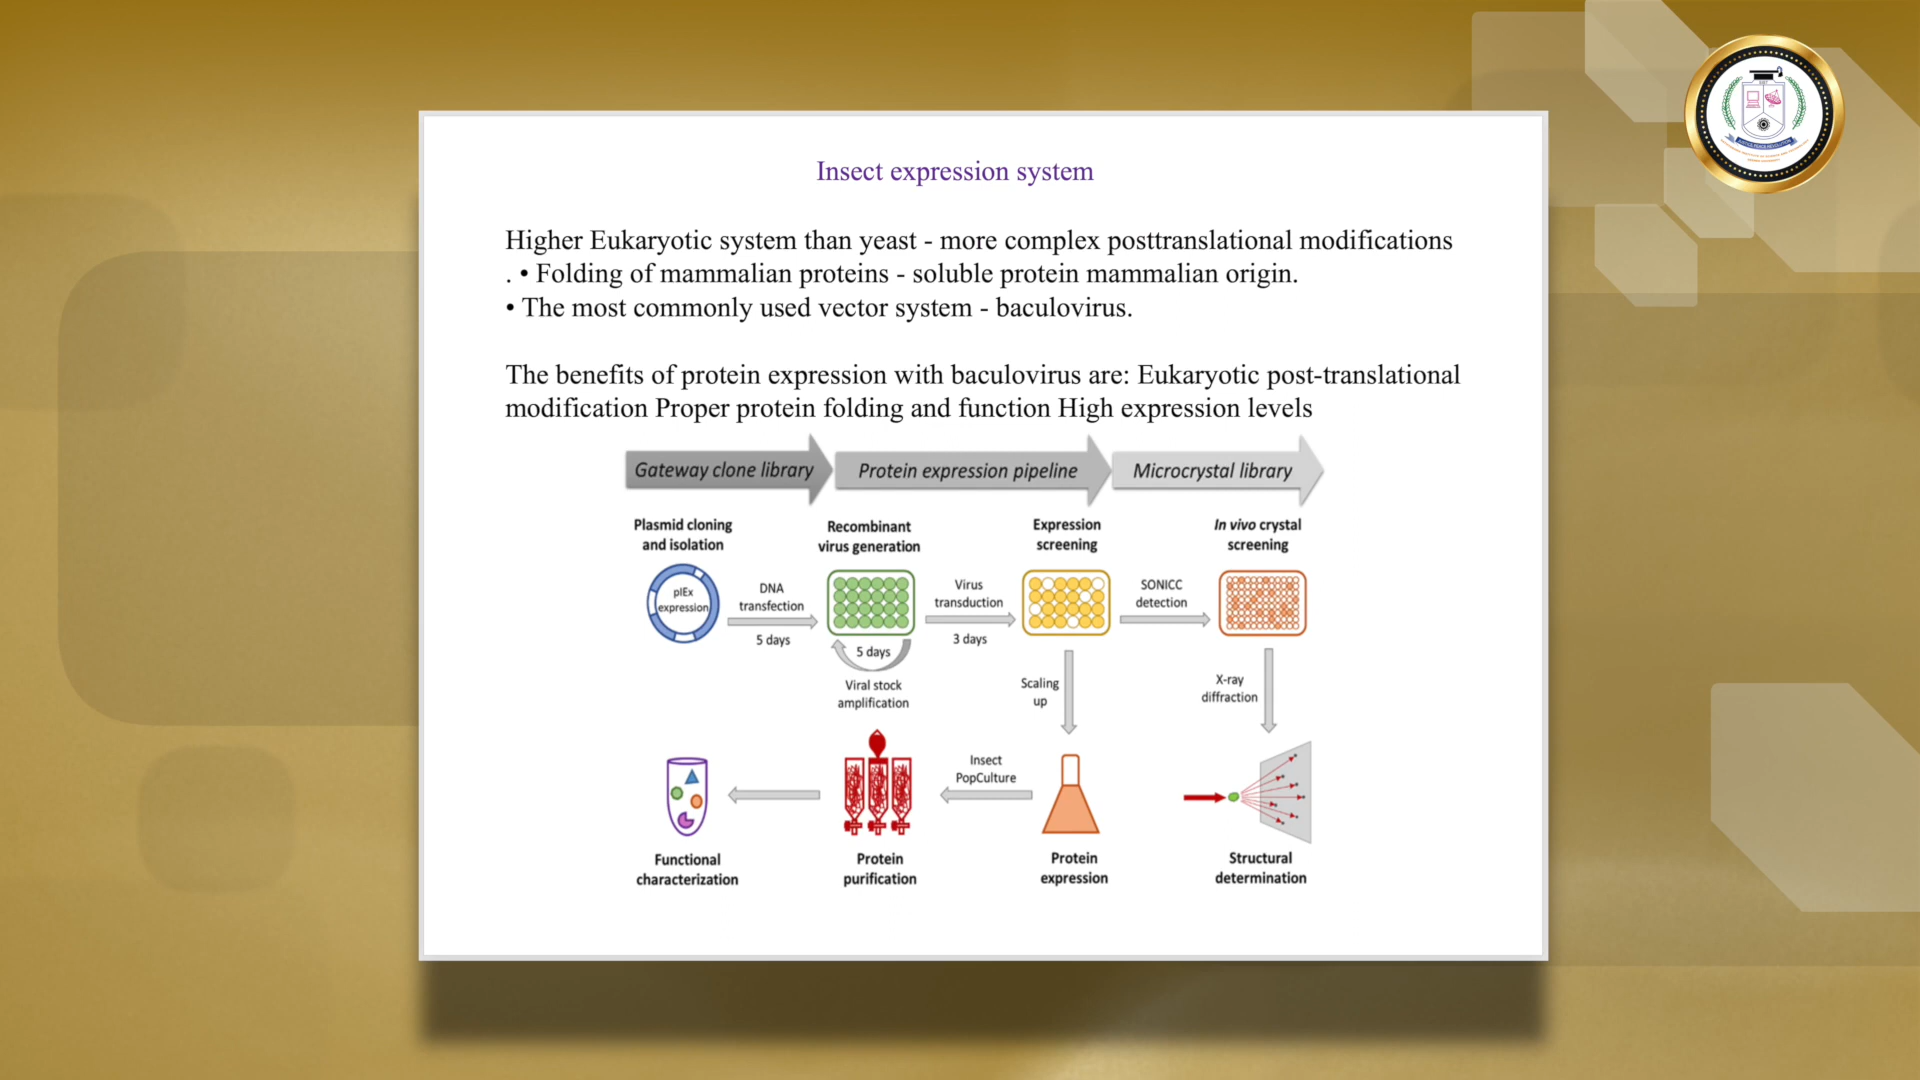 Insect expression system
Higher Eukaryotic system than yeast - more complex posttranslational modifications
. • Folding of mammalian proteins - soluble protein mammalian origin.
• The most commonly used vector system - baculovirus.
The benefits of protein expression with baculovirus are: Eukaryotic post-translational
modification Proper protein folding and function High expression levels
Gateway clone library
Protein expression pipeline
Microcrystal library
Plasmid cloning
and isolation
Recombinant
virus generation
Expression
screening
In vivo crystal
screening
pIEx
expression
DNA
transfection
5 days
Virus
transduction
3 days
SONICC
detection
5 days
Viral stock
amplification
Scaling
up
X-ray
diffraction
Insect
PopCulture
Functional
characterization
Protein
purification
Protein
expression
Structural
determination